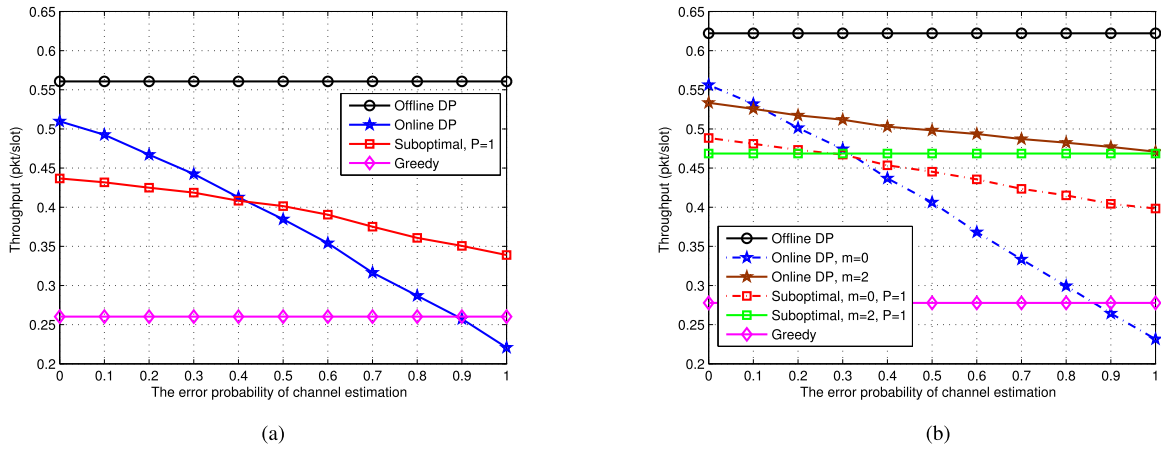 0.65
0.6
0.55
0.5
0.45
0.4
0.35
0.3
0.25
0.2
Throughput (pkt/slot)
Offline DP
Online DP
Suboptimal, P=1
Greedy
0 0.1 0.2 0.3 0.4 0.5 0.6 0.7 0.8 0.9 1
The error probability of channel estimation
(a)
0.65
0.6
0.55
0.5
0.45
0.4
0.35
0.3
0.25
0.2
Throughput (pkt/slot)
Offline DP
Online DP, m=0
Online DP, m=2
Suboptimal, m=0, P=1
Suboptimal, m=2, P=1
Greedy
0 0.1 0.2 0.3 0.4 0.5 0.6 0.7 0.8 0.9 1
The error probability of channel estimation
(b)